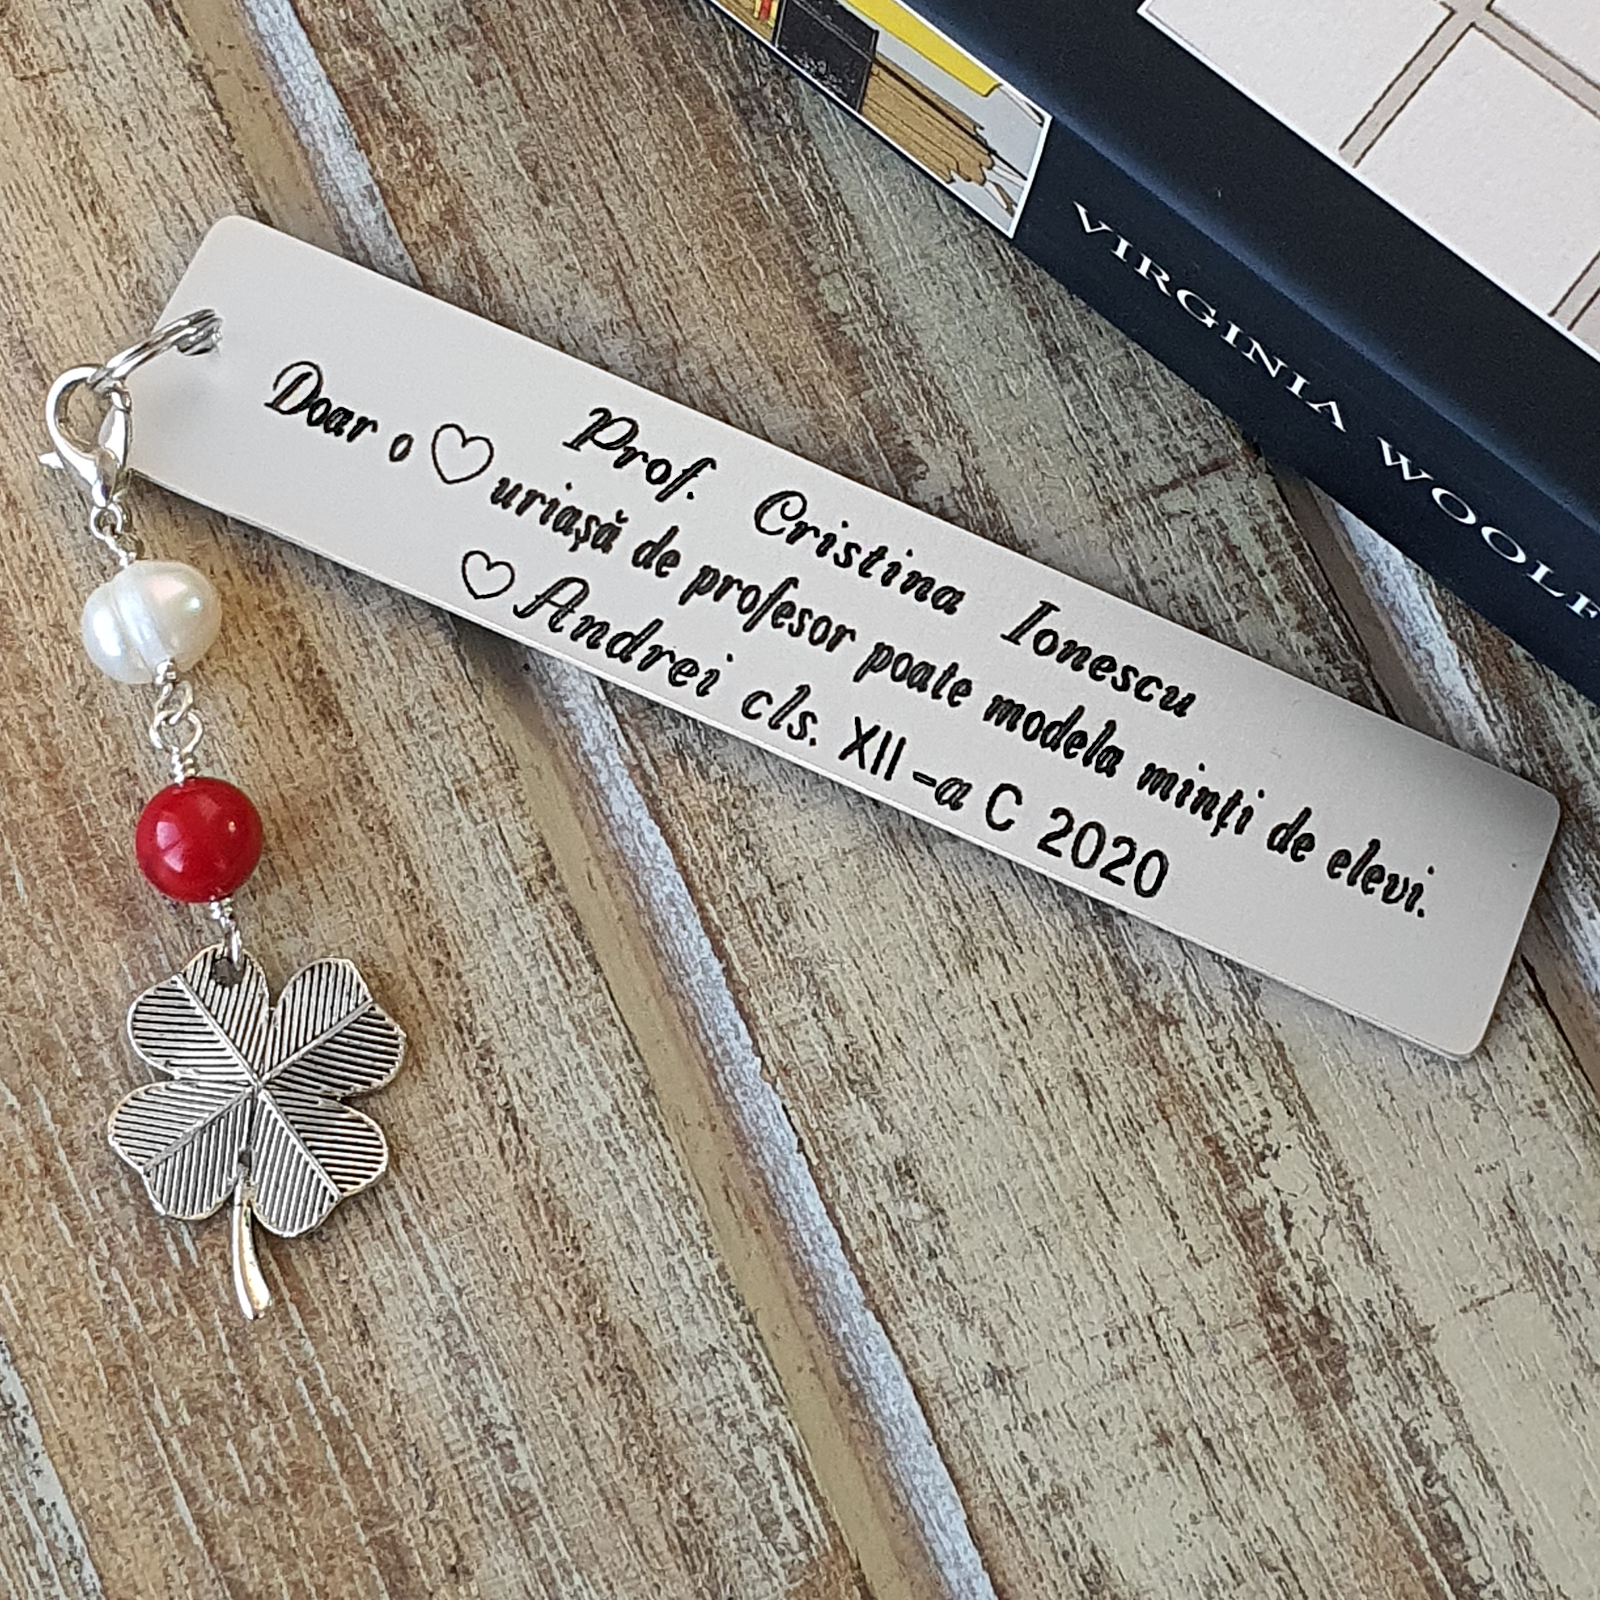 Prof. Cristina Ionescu
Doar o ♡ uriașă de profesor poate modela minți de elevi.
♡ Andrei cls. XII -a C 2020
VIRGINIA WOOLF